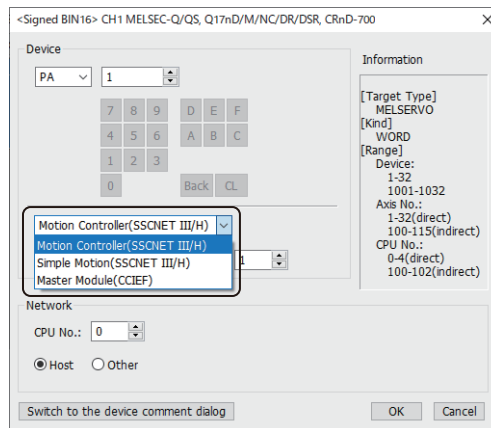 <Signed BIN16> CH1 MELSEC-Q/QS, Q17nD/M/NC/DR/DSR, CRnD-700
Device
PA 1
7 8 9 D E F
4 5 6 A B C
1 2 3
0 Back CL
Motion Controller(SSCNET III/H)
Motion Controller(SSCNET III/H)
Simple Motion(SSCNET III/H)
1
Master Module(CCIEF)
Network
CPU No.: 0
Host Other
Information
[Target Type]
MELSERVO
[Kind]
WORD
[Range]
Device:
1-32
1001-1032
Axis No.:
1-32(direct)
100-115(indirect)
CPU No.:
0-4(direct)
100-102(indirect)
Switch to the device comment dialog OK Cancel